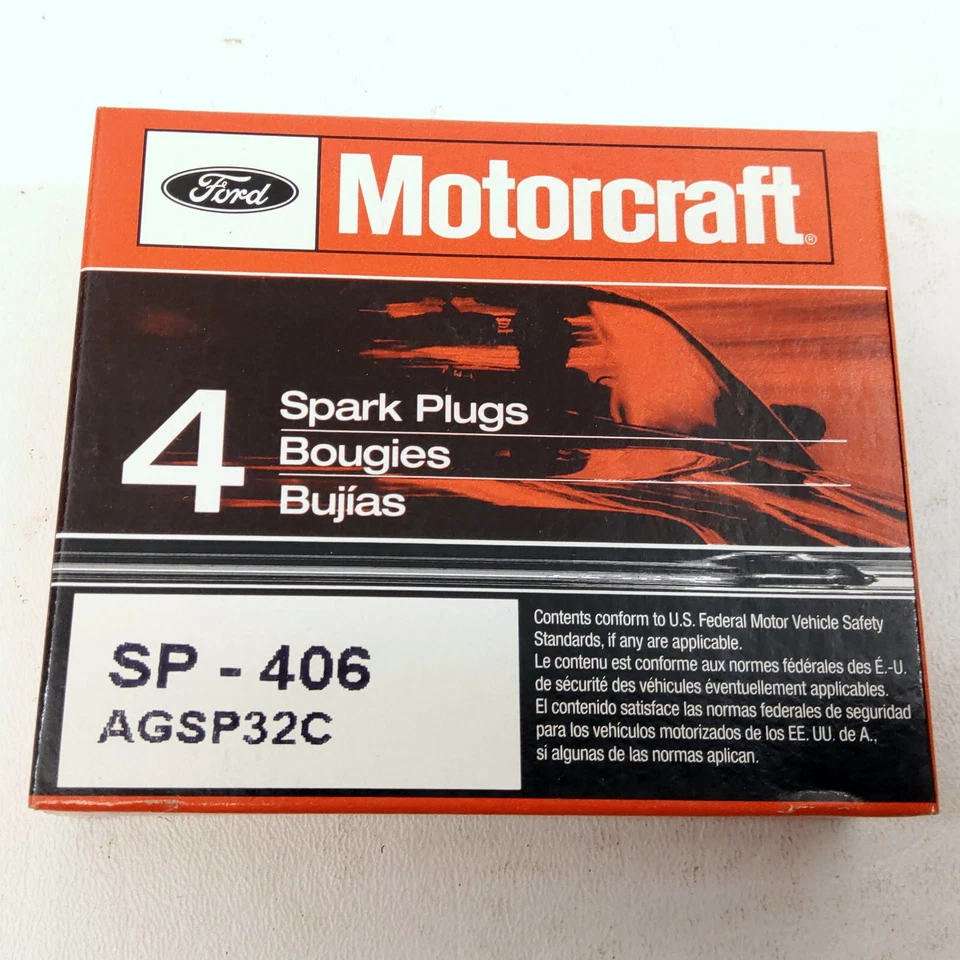 Ford Motorcraft®
4
Spark Plugs
Bougies
Bujías
SP - 406
AGSP32C
Contents conform to U.S. Federal Motor Vehicle Safety
Standards, if any are applicable.
Le contenu est conforme aux normes fédérales des É.-U.
de sécurité des véhicules éventuellement applicables.
El contenido satisface las normas federales de seguridad
para los vehículos motorizados de los EE. UU. de A.,
si algunas de las normas aplican.